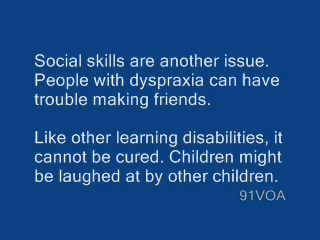 Social skills are another issue.
People with dyspraxia can have
trouble making friends.
Like other learning disabilities, it
cannot be cured. Children might
be laughed at by other children.
91VOA